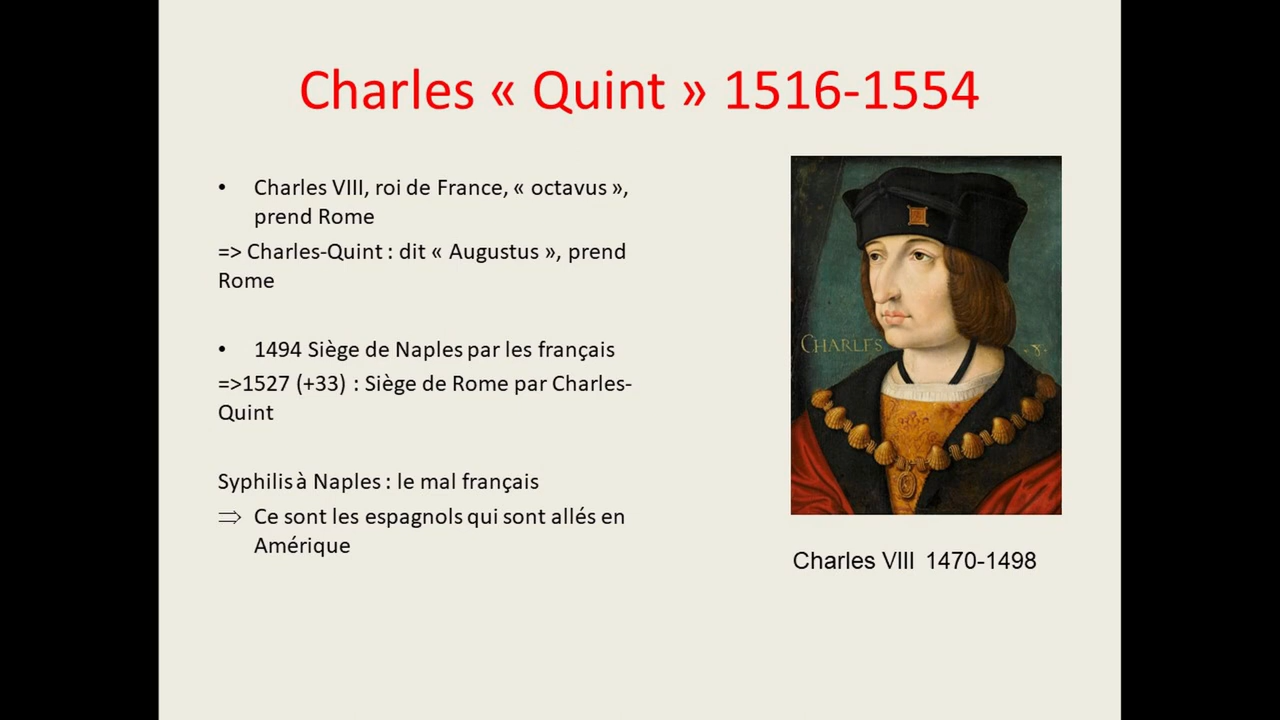 Charles « Quint » 1516-1554
• Charles VIII, roi de France, « octavus »,
prend Rome
=> Charles-Quint : dit « Augustus », prend
Rome
• 1494 Siège de Naples par les français
=>1527 (+33) : Siège de Rome par Charles-
Quint
Syphilis à Naples : le mal français
⇒ Ce sont les espagnols qui sont allés en
Amérique
CHARLES .8.
Charles VIII 1470-1498